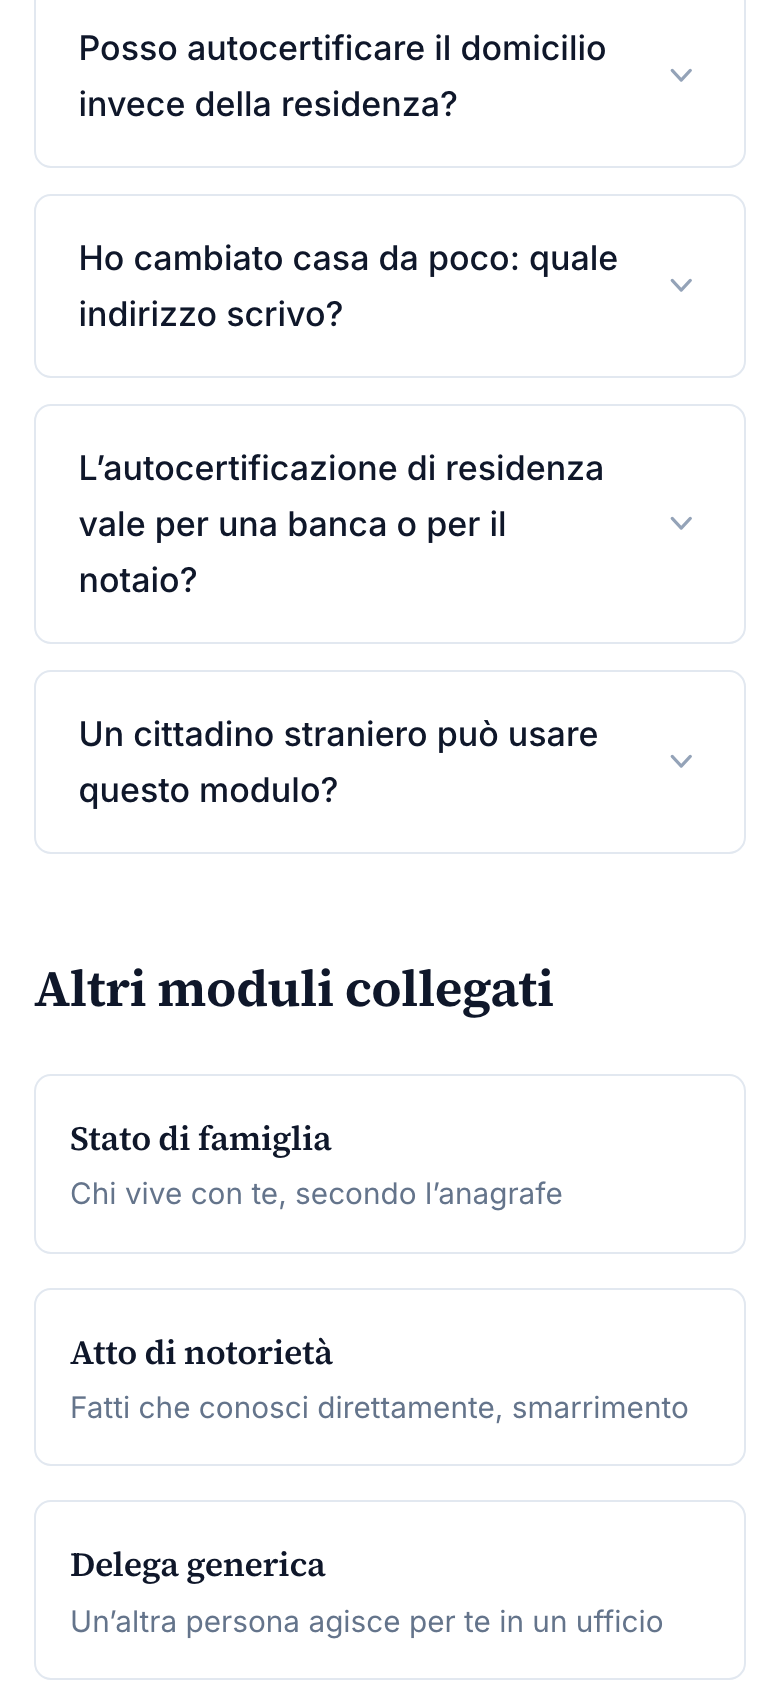 Posso autocertificare il domicilio
invece della residenza?
Ho cambiato casa da poco: quale
indirizzo scrivo?
L’autocertificazione di residenza
vale per una banca o per il
notaio?
Un cittadino straniero può usare
questo modulo?
Altri moduli collegati
Stato di famiglia
Chi vive con te, secondo l’anagrafe
Atto di notorietà
Fatti che conosci direttamente, smarrimento
Delega generica
Un’altra persona agisce per te in un ufficio